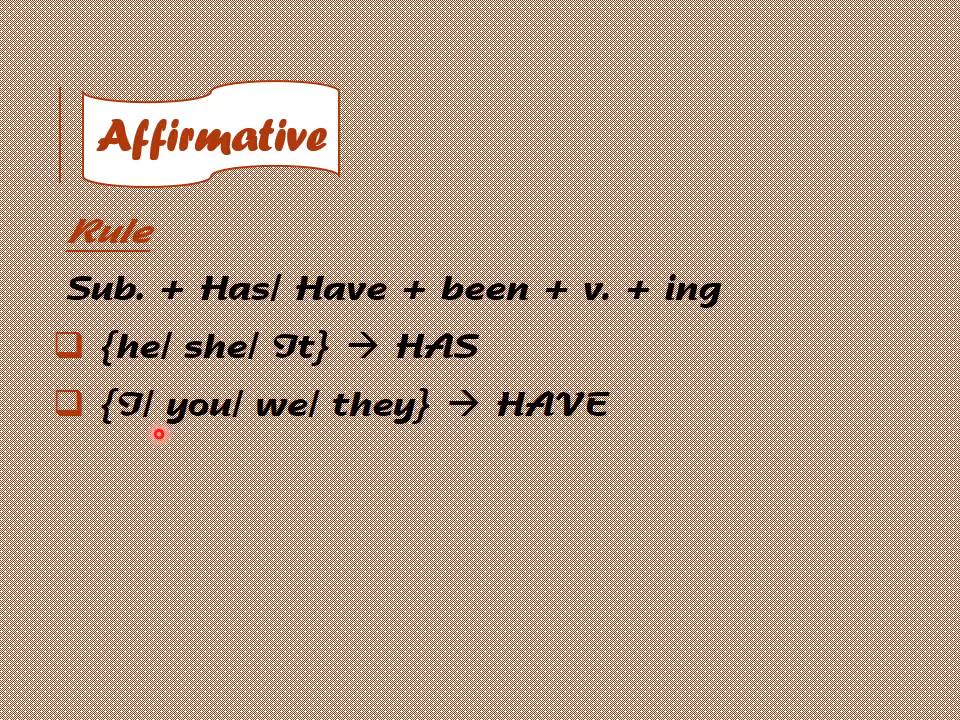 Affirmative
Rule
Sub. + Has/ Have + been + v. + ing
{he/ she/ It} → HAS
{I/ you/ we/ they} → HAVE